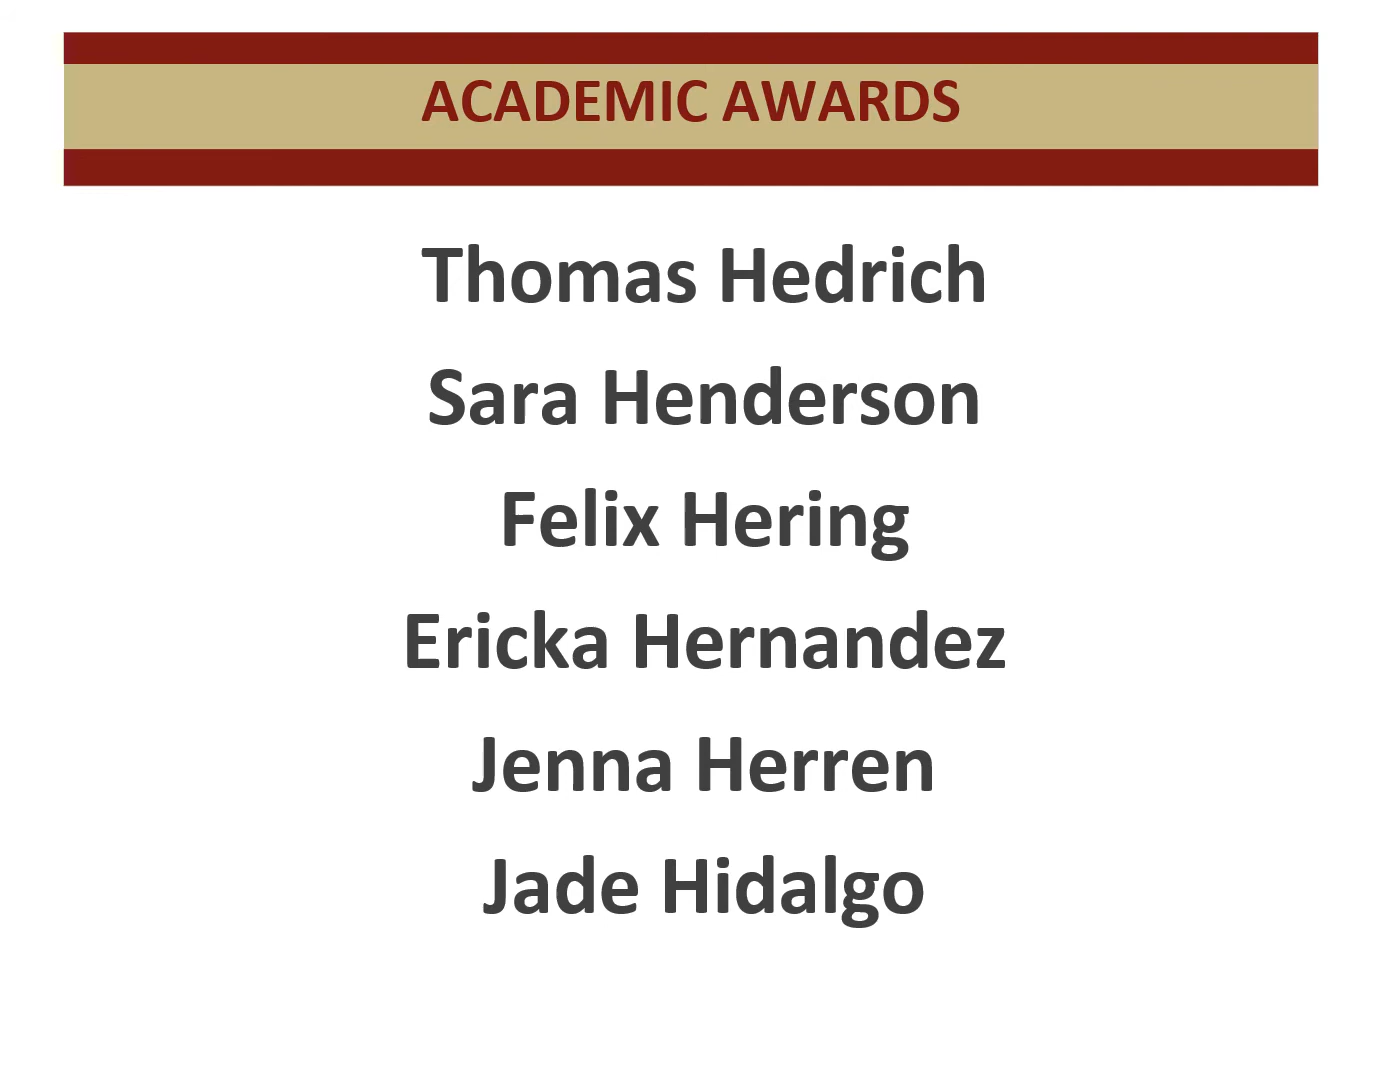 ACADEMIC AWARDS
Thomas Hedrich
Sara Henderson
Felix Hering
Ericka Hernandez
Jenna Herren
Jade Hidalgo